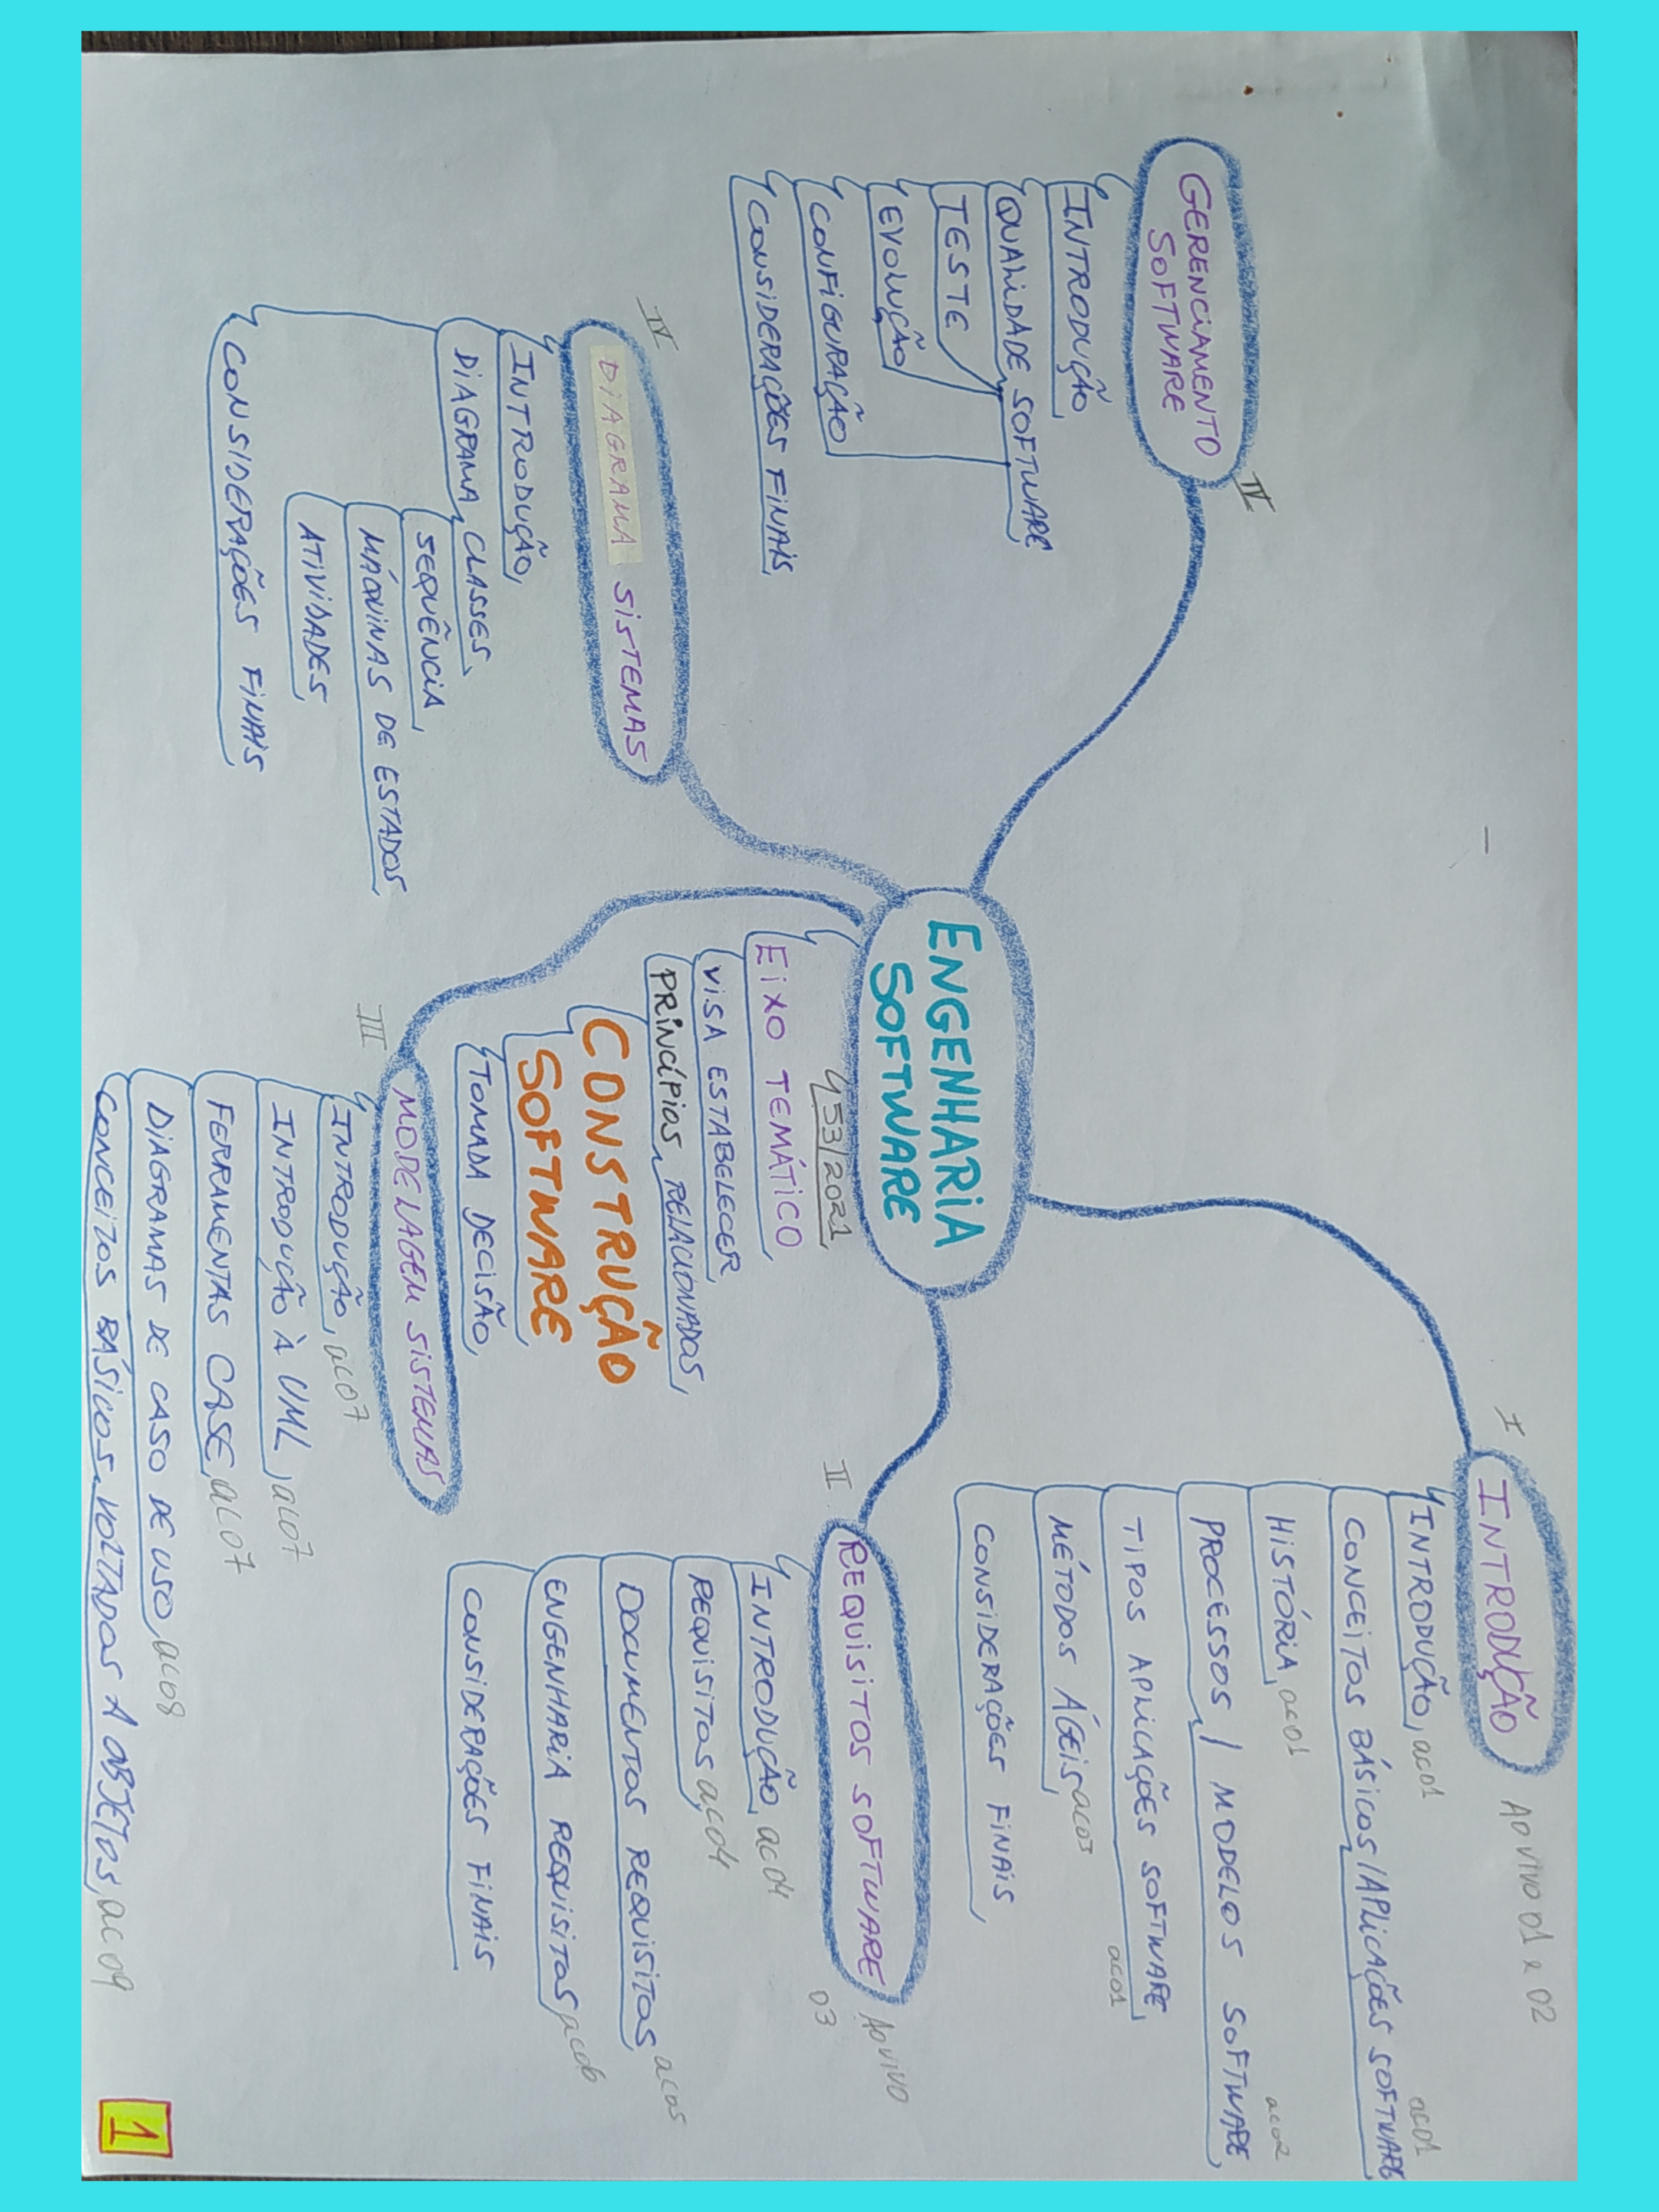 ENGENHARIA
SOFTWARE
53/2021
EIXO TEMÁTICO
VISA ESTABELECER
PRINCÍPIOS RELACIONADOS
CONSTRUÇÃO
SOFTWARE
TOMADA DECISÃO
I
INTRODUÇÃO AO VIVO 01 e 02
INTRODUÇÃO, ac01
ac01
CONCEITOS BÁSICOS/APLICAÇÕES SOFTWARE
HISTÓRIA, ac01
ac02
PROCESSOS / MODELOS SOFTWARE
TIPOS APLICAÇÕES SOFTWARE
ac01
MÉTODOS ÁGEIS ac03
CONSIDERAÇÕES FINAIS
II
REQUISITOS SOFTWARE AO VIVO
03
INTRODUÇÃO, ac04
REQUISITOS ac04
DOCUMENTOS REQUISITOS ac05
ENGENHARIA REQUISITOS ac06
CONSIDERAÇÕES FINAIS
III
MODELAGEM SISTEMAS
INTRODUÇÃO, ac07
INTRODUÇÃO À UML, ac07
FERRAMENTAS CASE, ac07
DIAGRAMAS DE CASO DE USO, ac08
CONCEITOS BÁSICOS VOLTADOS A OBJETOS, ac09
IV
DIAGRAMA SISTEMAS
INTRODUÇÃO
DIAGRAMA CLASSES
SEQUÊNCIA
MÁQUINAS DE ESTADOS
ATIVIDADES
CONSIDERAÇÕES FINAIS
IV
GERENCIAMENTO
SOFTWARE
INTRODUÇÃO
QUALIDADE SOFTWARE
TESTE
EVOLUÇÃO
CONFIGURAÇÃO
CONSIDERAÇÕES FINAIS
1